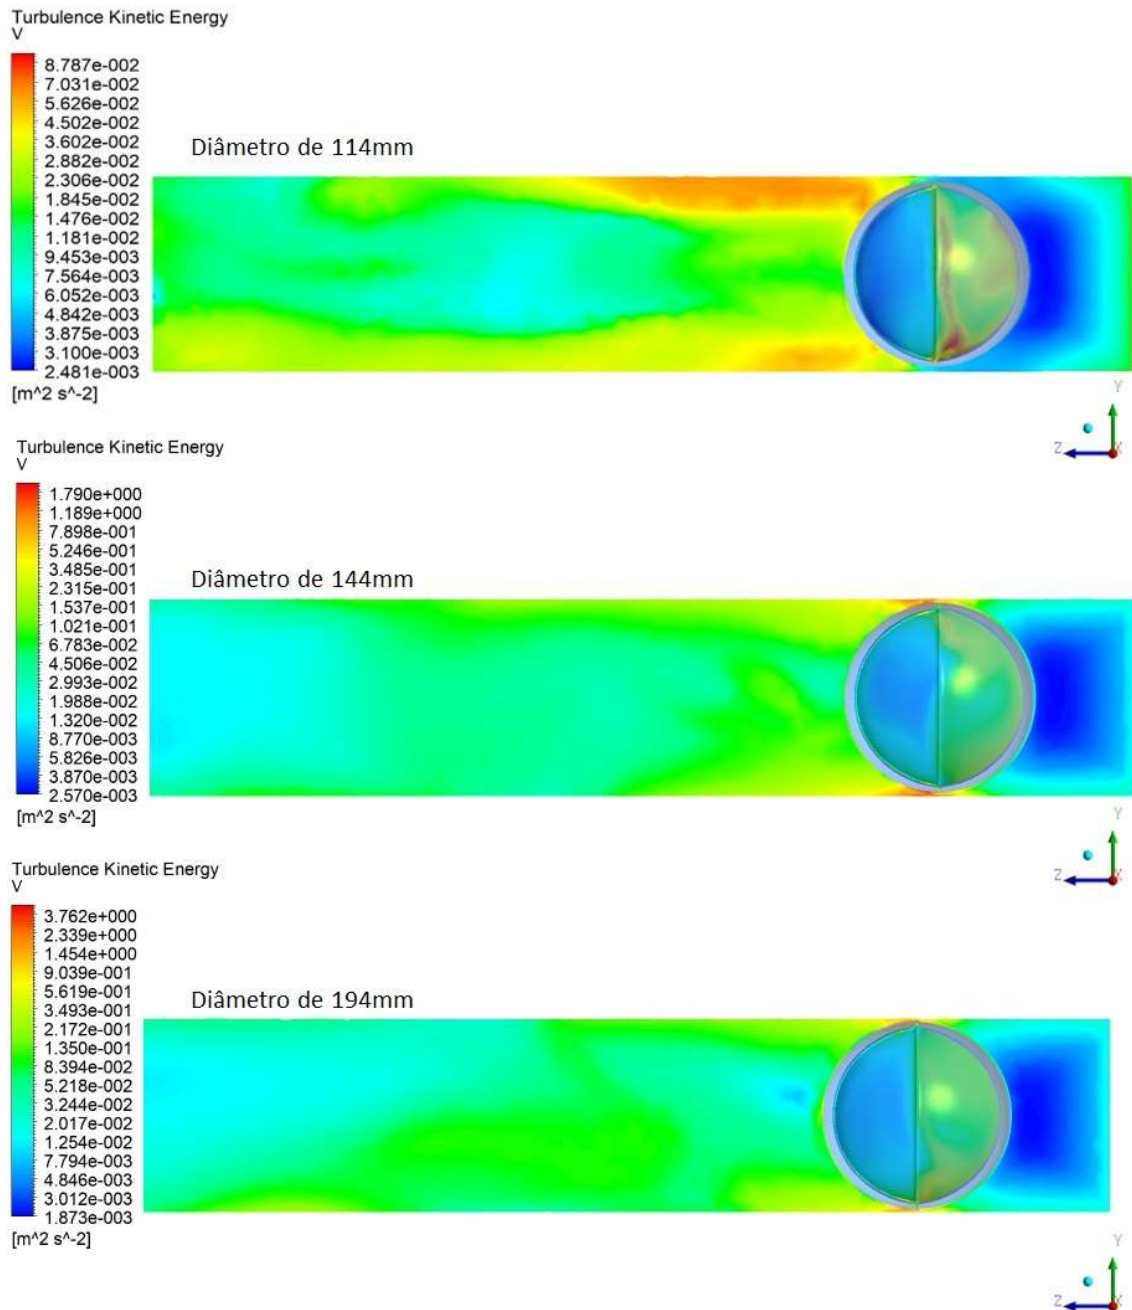 Turbulence Kinetic Energy
V
8.787e-002
7.031e-002
5.626e-002
4.502e-002
3.602e-002
2.882e-002
2.306e-002
1.845e-002
1.476e-002
1.181e-002
9.453e-003
7.564e-003
6.052e-003
4.842e-003
3.875e-003
3.100e-003
2.481e-003
[m^2 s^-2]
Diâmetro de 114mm
Y
Z X
Turbulence Kinetic Energy
V
1.790e+000
1.189e+000
7.898e-001
5.246e-001
3.485e-001
2.315e-001
1.537e-001
1.021e-001
6.783e-002
4.506e-002
2.993e-002
1.988e-002
1.320e-002
8.770e-003
5.826e-003
3.870e-003
2.570e-003
[m^2 s^-2]
Diâmetro de 144mm
Y
Z X
Turbulence Kinetic Energy
V
3.762e+000
2.339e+000
1.454e+000
9.039e-001
5.619e-001
3.493e-001
2.172e-001
1.350e-001
8.394e-002
5.218e-002
3.244e-002
2.017e-002
1.254e-002
7.794e-003
4.846e-003
3.012e-003
1.873e-003
[m^2 s^-2]
Diâmetro de 194mm
Y
Z X